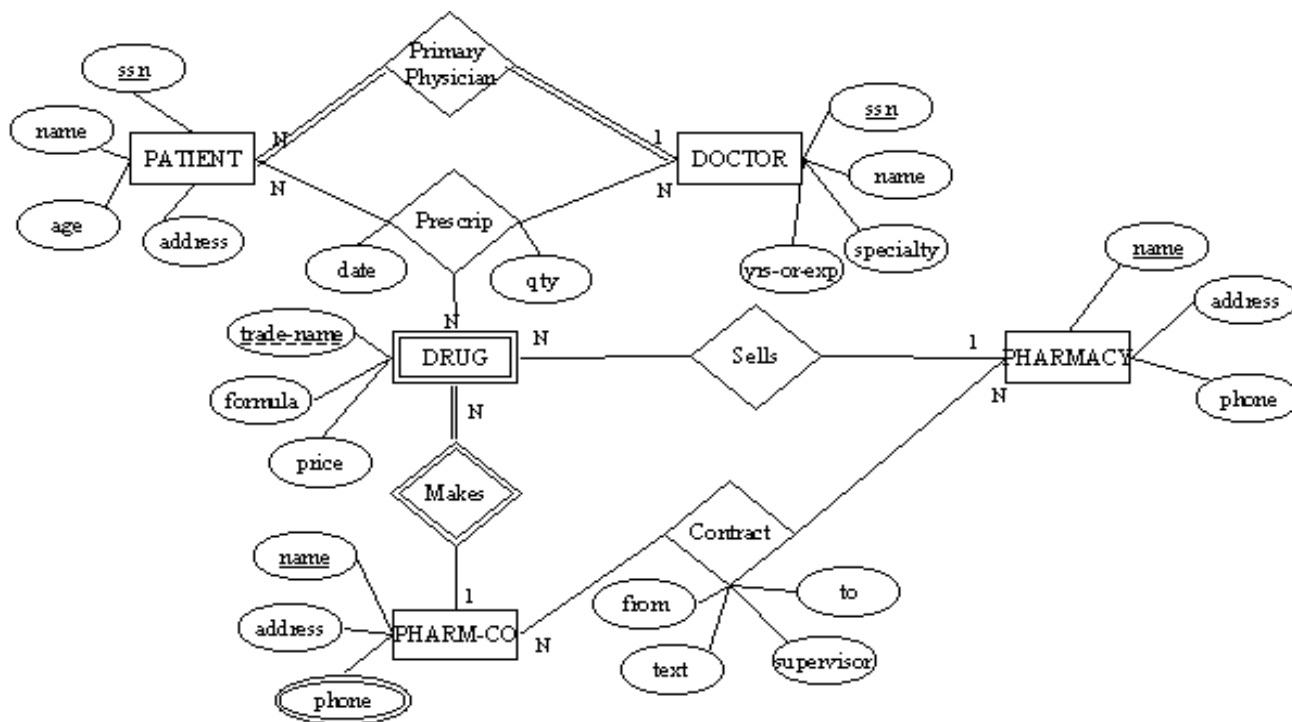 Primary
Physician
ssn
name
PATIENT
age
address
N
N
1
N
DOCTOR
ssn
name
specialty
yrs-or-exp
Prescrip
date
qty
N
trade-name
formula
price
DRUG
N
N
Sells
1
N
PHARMACY
name
address
phone
Makes
1
name
address
phone
PHARM-CO
N
Contract
from
to
text
supervisor